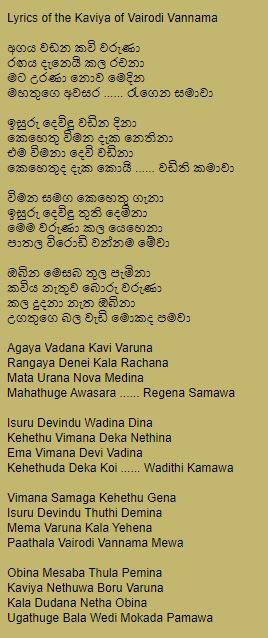 Lyrics of the Kaviya of Vairodi Vannama
අගය වඩන කවි වරුණා
රඟය දැනෙයි කල රචනා
මට උරණා නොව මෙදින
මහතුගෙ අවසර ...... රැගෙන සමාවා
ඉසුරු දෙවිඳු වඩින දිනා
කෙහෙතු විමන දැක නෙතිනා
එම විමනා දෙවි වඩිනා
කෙහෙතුද දැක කොයි ...... වඩිති කමාවා
විමන සමග කෙහෙතු ගැනා
ඉසුරු දෙවිඳු තුති දෙමිනා
මෙම වරුණා කල යෙහෙනා
පාතල විරොඩි වන්නම මේවා
ඔබින මෙසබ තුල පැමිනා
කවිය නැතුව බොරු වරුණා
කල දුදනා නැත ඔබිනා
උගතුගෙ බල වැඩි මොකද පමවා
Agaya Vadana Kavi Varuna
Rangaya Denei Kala Rachana
Mata Urana Nova Medina
Mahathuge Awasara ...... Regena Samawa
Isuru Devindu Wadina Dina
Kehethu Vimana Deka Nethina
Ema Vimana Devi Vadina
Kehethuda Deka Koi ...... Wadithi Kamawa
Vimana Samaga Kehethu Gena
Isuru Devindu Thuthi Demina
Mema Varuna Kala Yehena
Paathala Vairodi Vannama Mewa
Obina Mesaba Thula Pemina
Kaviya Nethuwa Boru Varuna
Kala Dudana Netha Obina
Ugathuge Bala Wedi Mokada Pamawa